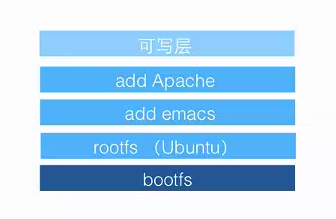 可写层
add Apache
add emacs
rootfs （Ubuntu）
bootfs